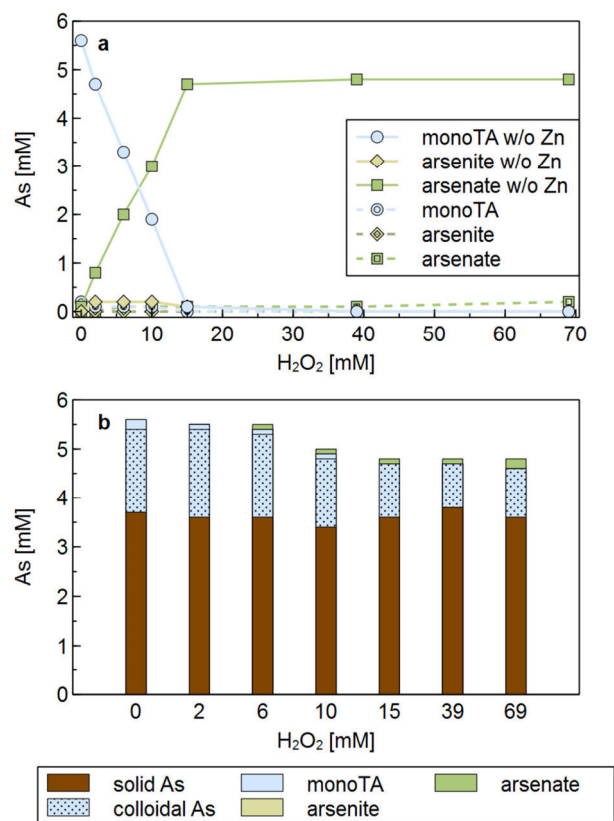 a
As [mM]
6
5
4
3
2
1
0
monoTA w/o Zn
arsenite w/o Zn
arsenate w/o Zn
monoTA
arsenite
arsenate
0 10 20 30 40 50 60 70
H₂O₂ [mM]
b
As [mM]
6
5
4
3
2
1
0
0 2 6 10 15 39 69
H₂O₂ [mM]
solid As monoTA arsenate
colloidal As arsenite